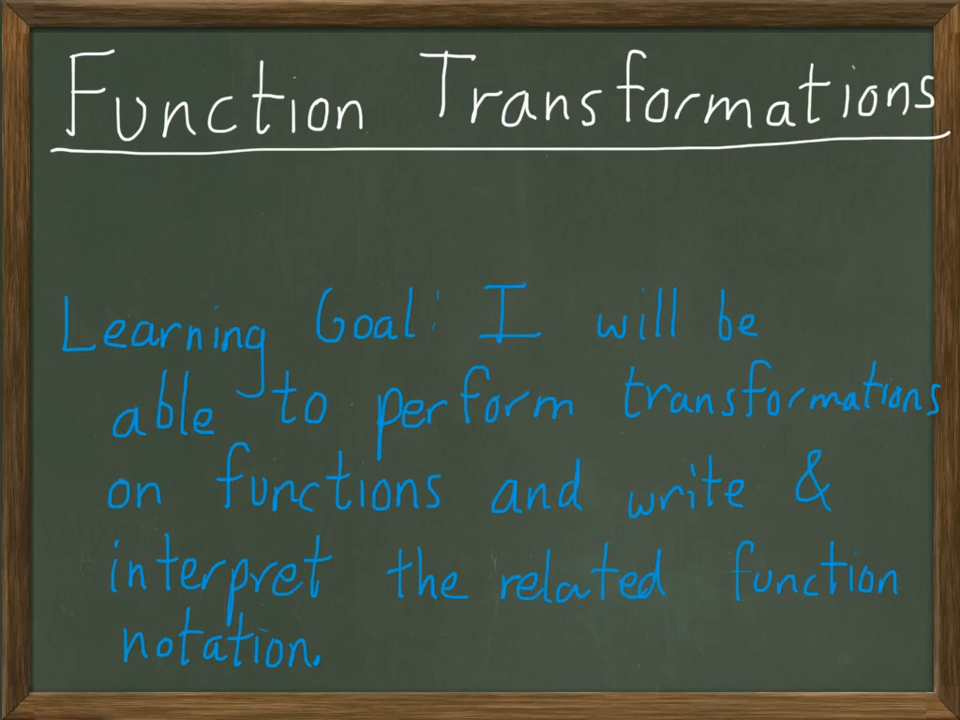 Function Transformations
Learning Goal: I will be
able to perform transformations
on functions and write &
interpret the related function
notation.